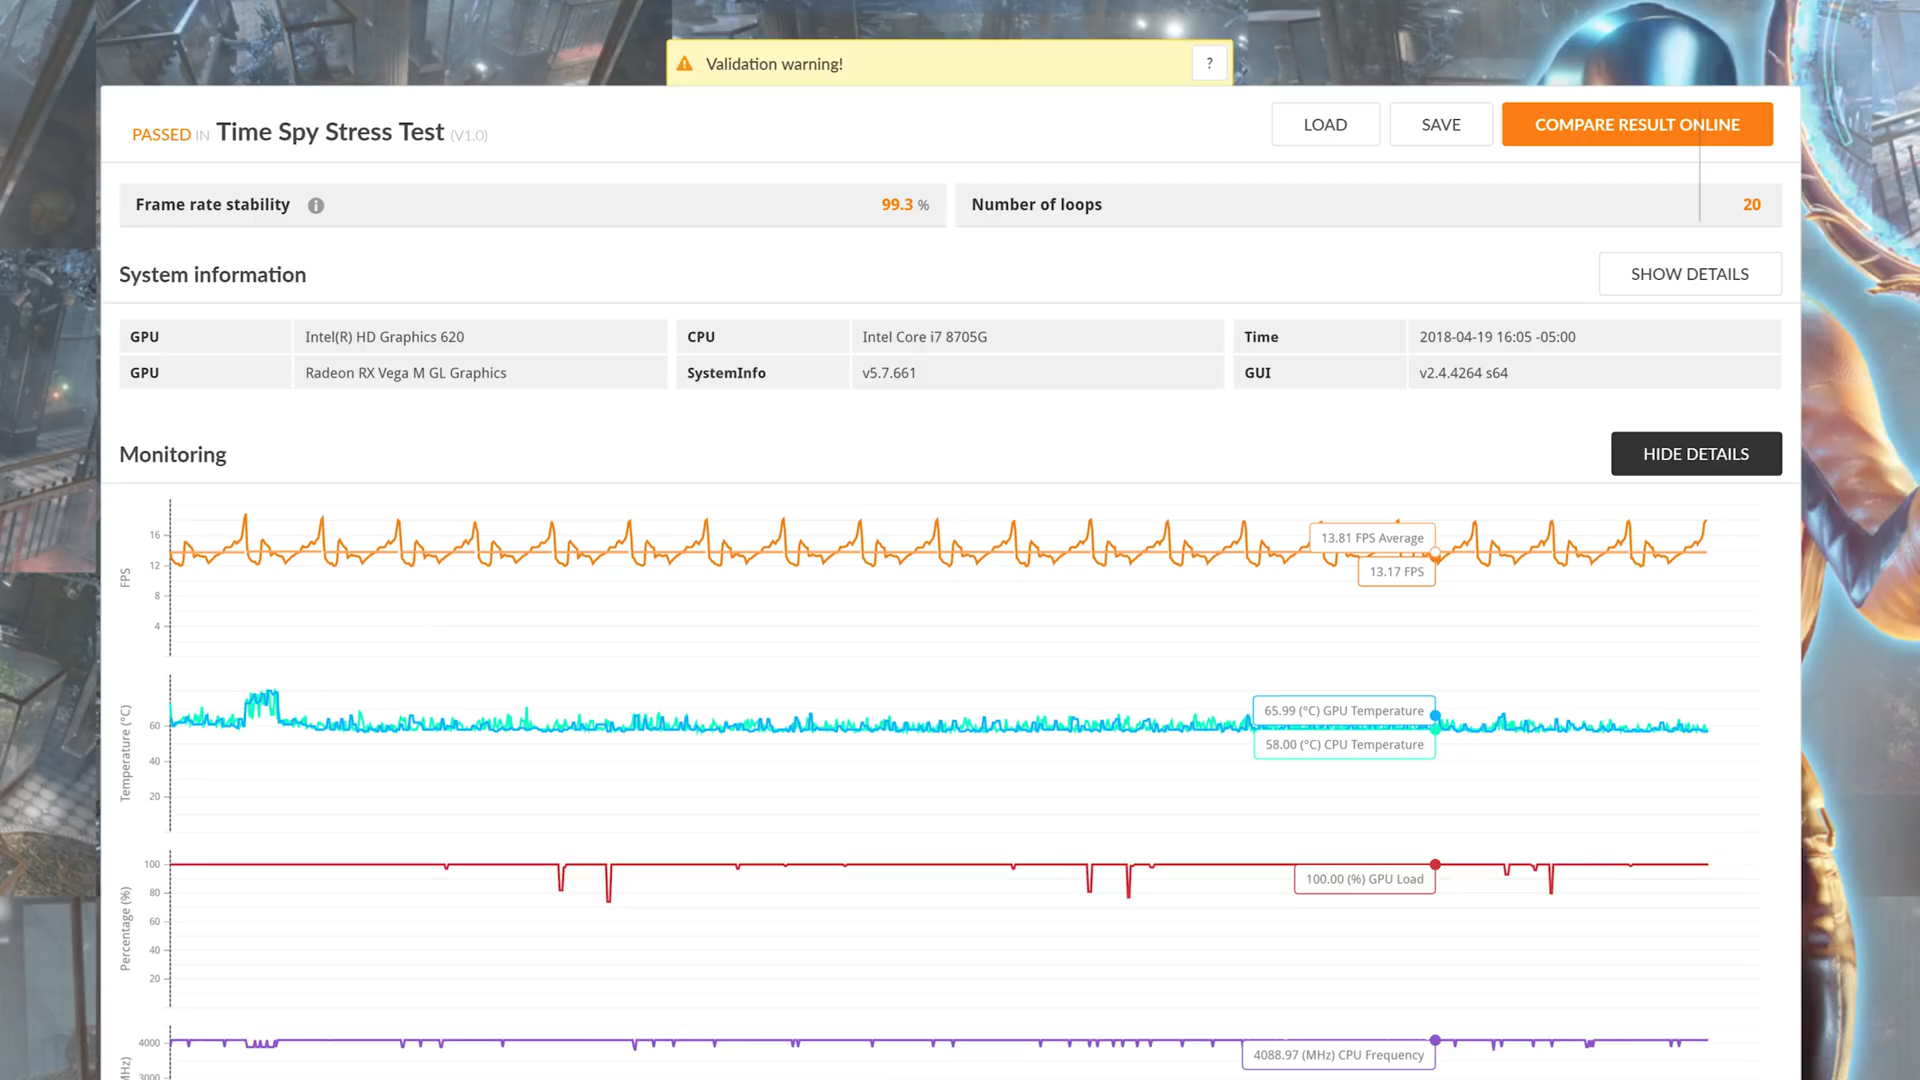 Validation warning!
?
PASSED IN Time Spy Stress Test (V1.0)
LOAD
SAVE
COMPARE RESULT ONLINE
Frame rate stability
99.3 %
Number of loops
20
System information
SHOW DETAILS
GPU
Intel(R) HD Graphics 620
CPU
Intel Core i7 8705G
Time
2018-04-19 16:05 -05:00
GPU
Radeon RX Vega M GL Graphics
SystemInfo
v5.7.661
GUI
v2.4.4264 s64
Monitoring
HIDE DETAILS
FPS
16
12
8
4
13.81 FPS Average
13.17 FPS
Temperature (°C)
60
40
20
65.99 (°C) GPU Temperature
58.00 (°C) CPU Temperature
Percentage (%)
100
80
60
40
20
100.00 (%) GPU Load
MHz)
4000
3000
4088.97 (MHz) CPU Frequency